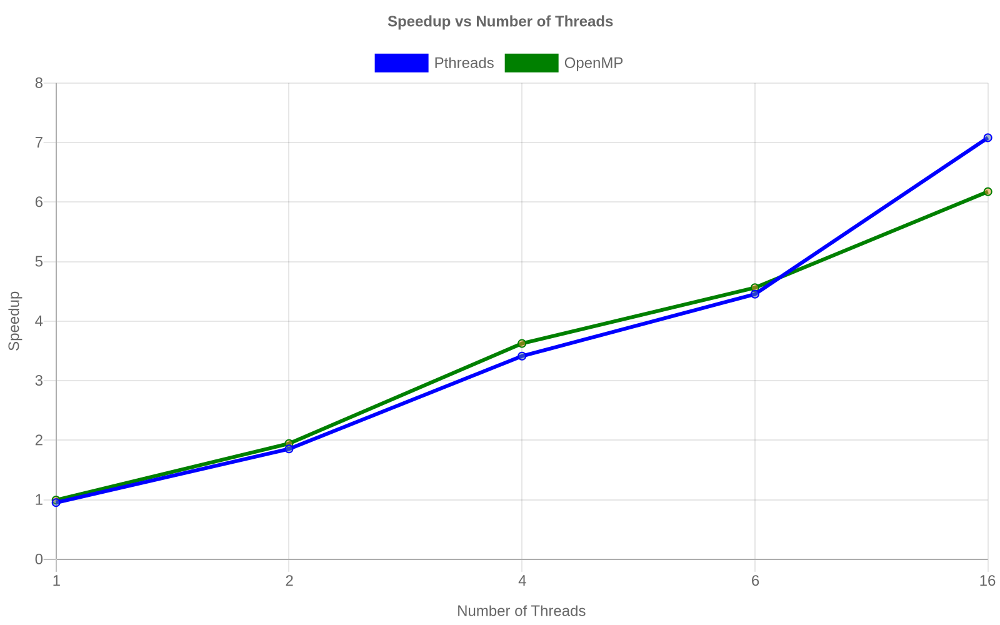 Speedup vs Number of Threads
Pthreads OpenMP
8
7
6
5
4
3
2
1
0
Speedup
1 2 4 6 16
Number of Threads